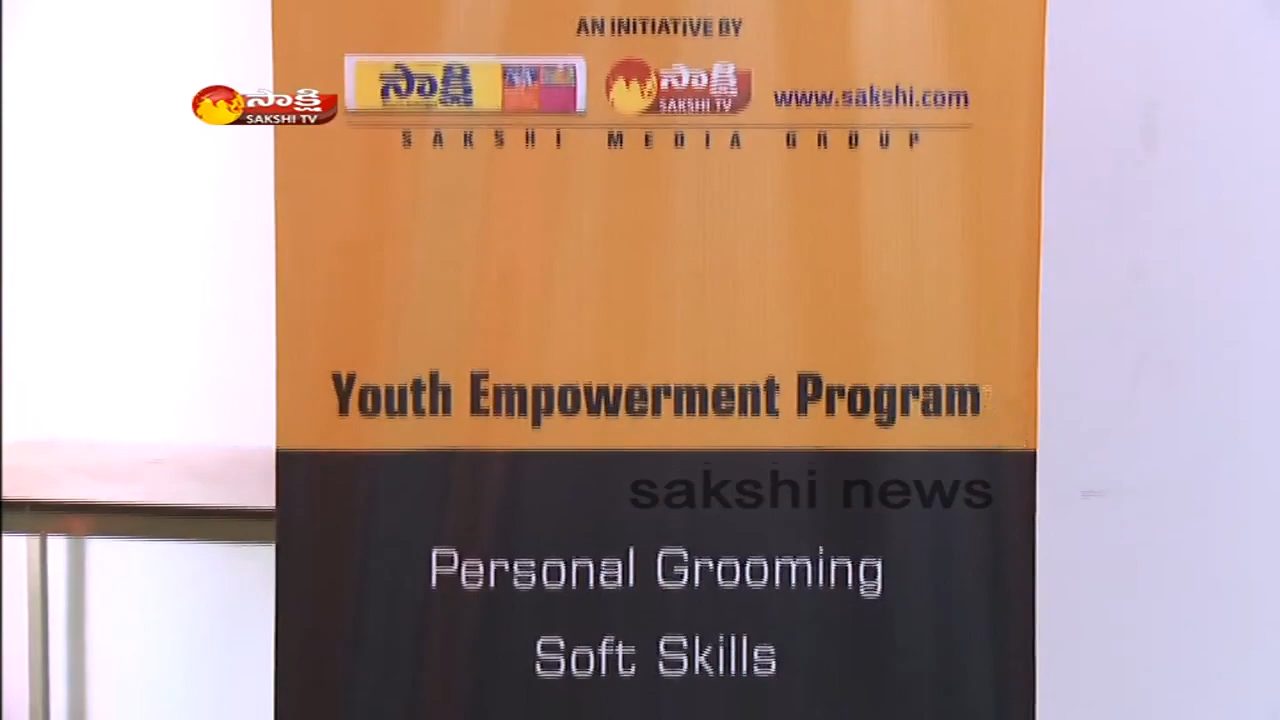 AN INITIATIVE BY
సాక్షి సాక్షి SAKSHI TV www.sakshi.com
సాక్షి SAKSHI TV
SAKSHI MEDIA GROUP
Youth Empowerment Program
sakshi news
Personal Grooming
Soft Skills